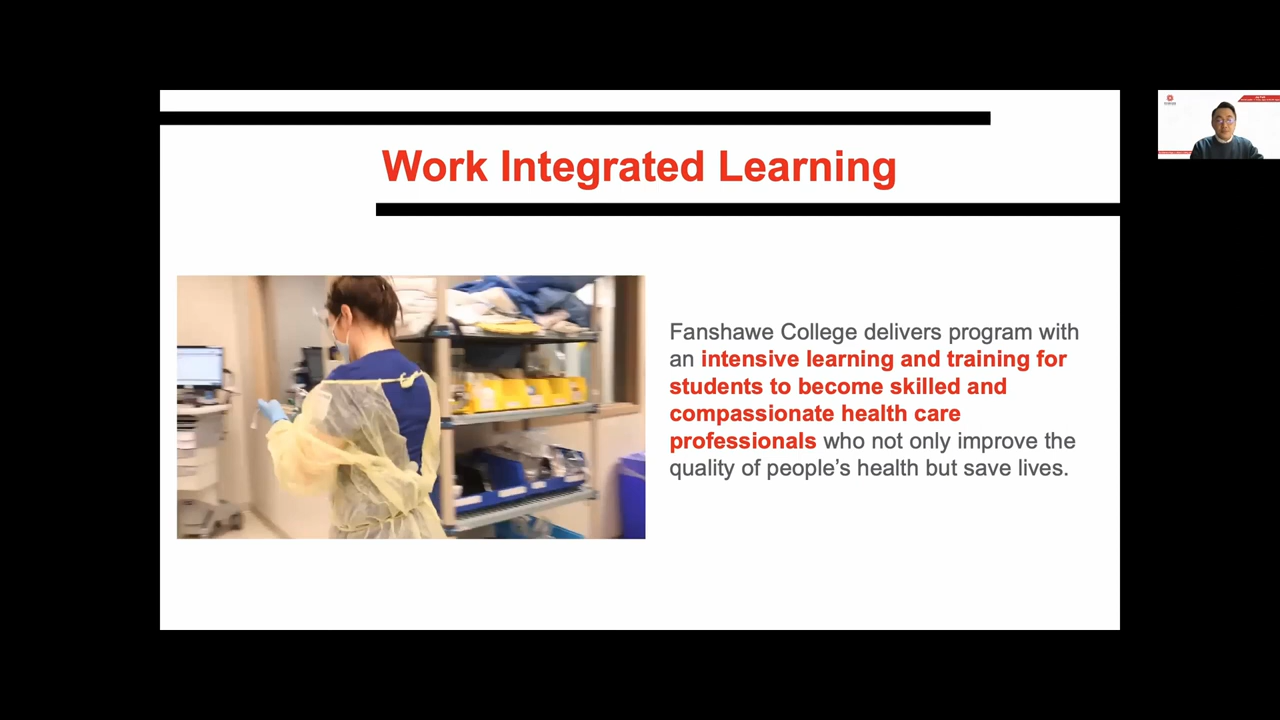 Work Integrated Learning
Fanshawe College delivers program with
an intensive learning and training for
students to become skilled and
compassionate health care
professionals who not only improve the
quality of people’s health but save lives.